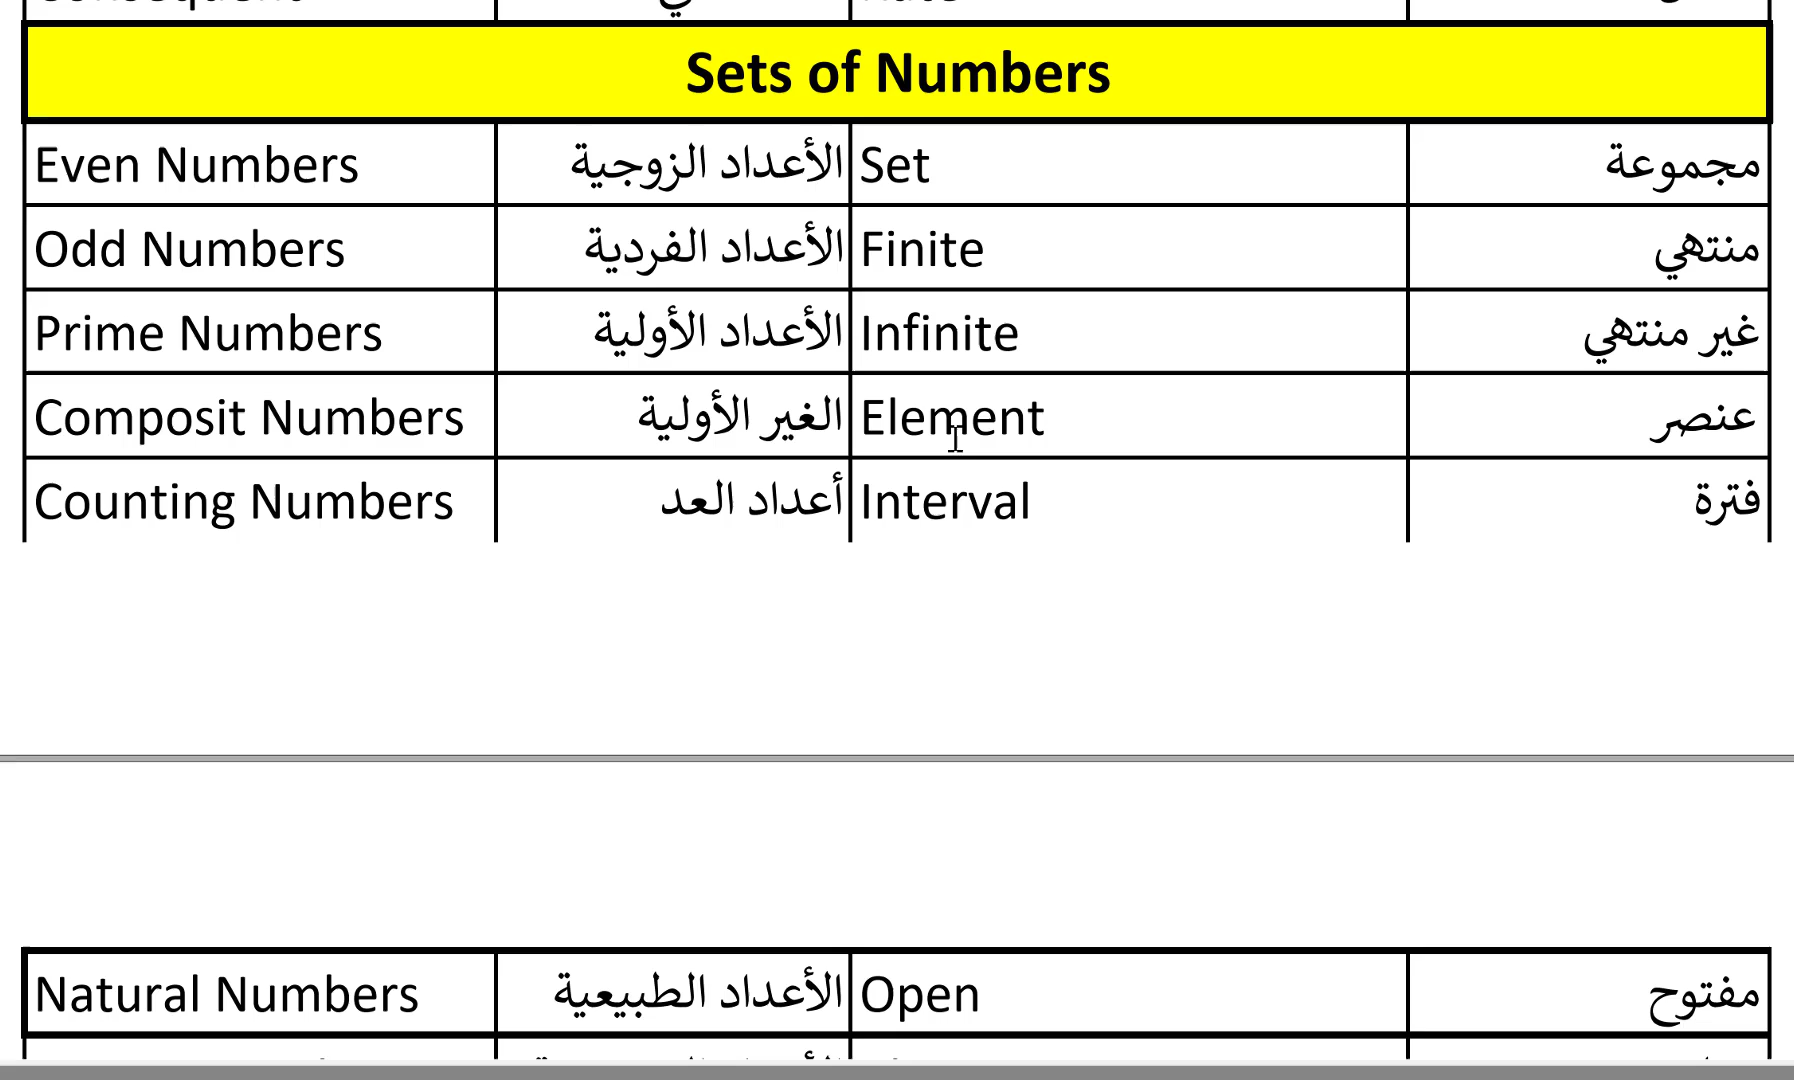 Sets of Numbers
Even Numbers الأعداد الزوجية Set مجموعة
Odd Numbers الأعداد الفردية Finite منتهي
Prime Numbers الأعداد الأولية Infinite غير منتهي
Composit Numbers الغير الأولية Element عنصر
Counting Numbers أعداد العد Interval فترة
Natural Numbers الأعداد الطبيعية Open مفتوح